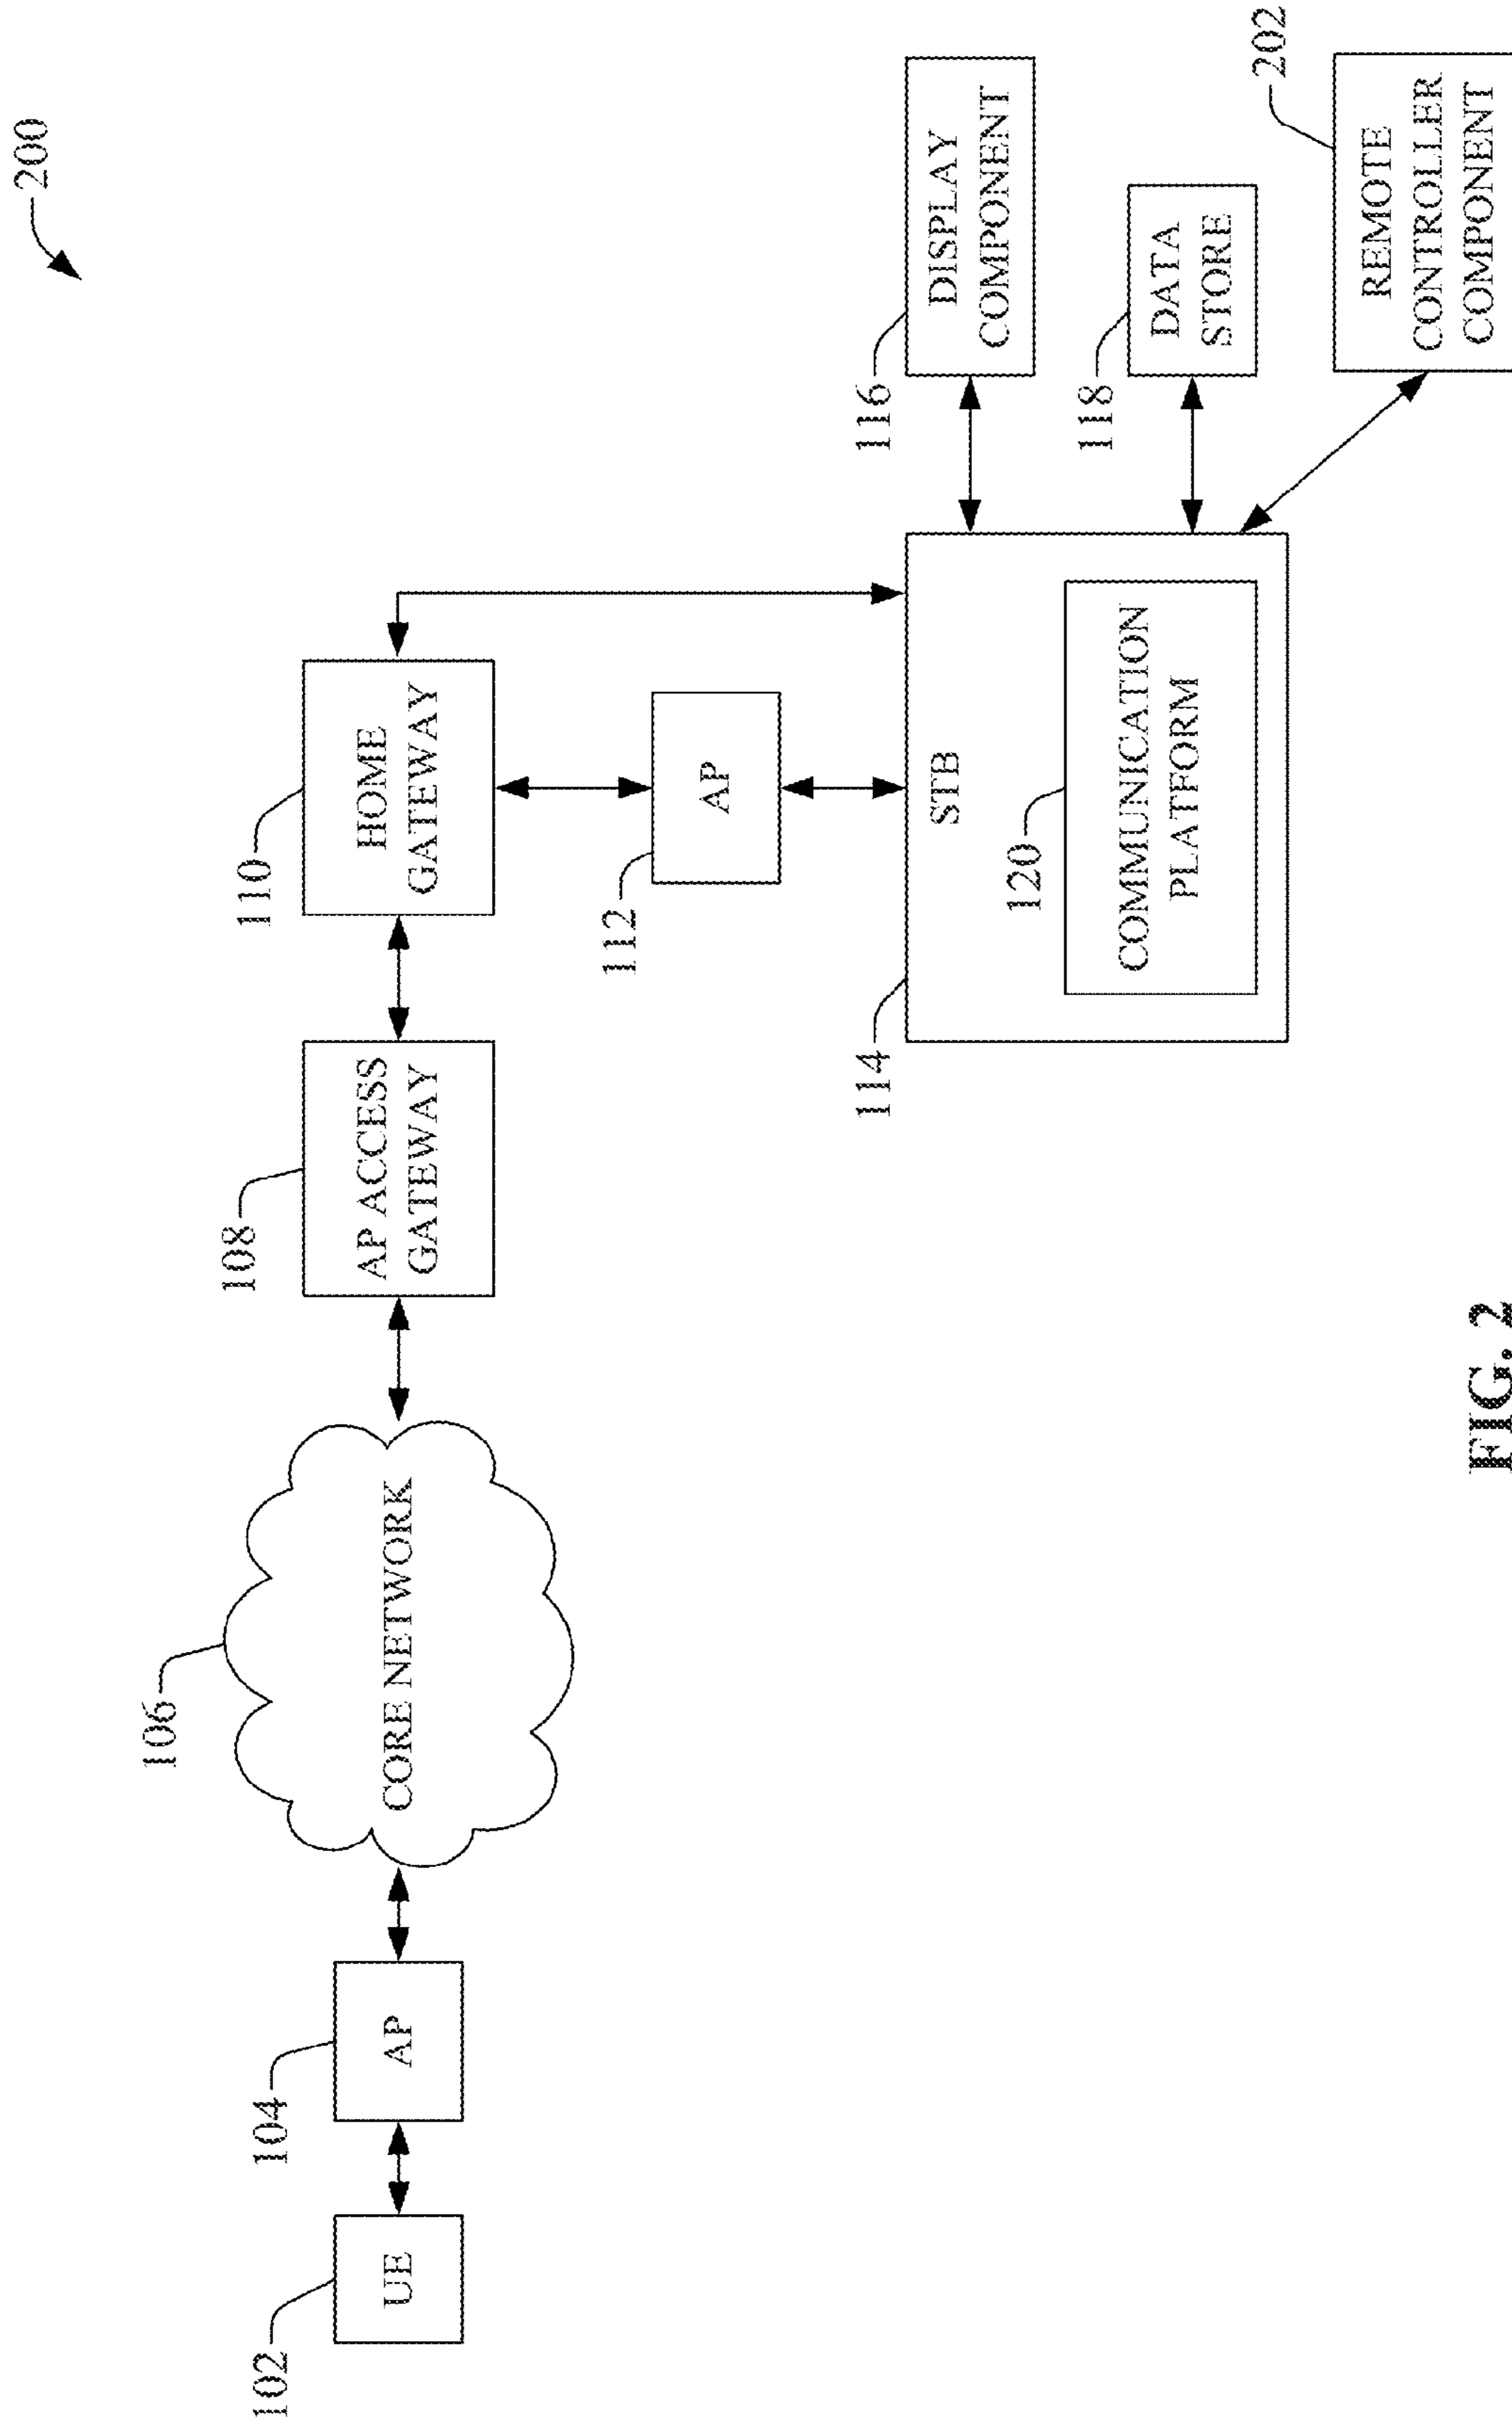 200
106
CORE NETWORK
108
AP ACCESS
GATEWAY
110
HOME
GATEWAY
102
UE
104
AP
112
AP
114
STB
120
COMMUNICATION
PLATFORM
116
DISPLAY
COMPONENT
118
DATA
STORE
202
REMOTE
CONTROLLER
COMPONENT
FIG. 2